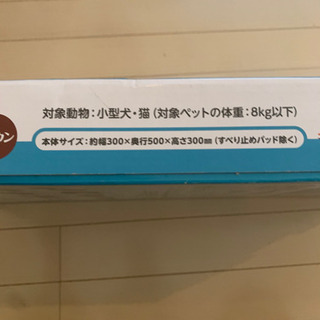 対象動物：小型犬・猫（対象ペットの体重：8kg以下）
本体サイズ：約幅300×奥行500×高さ300㎜（すべり止めパッド除く）
ウン